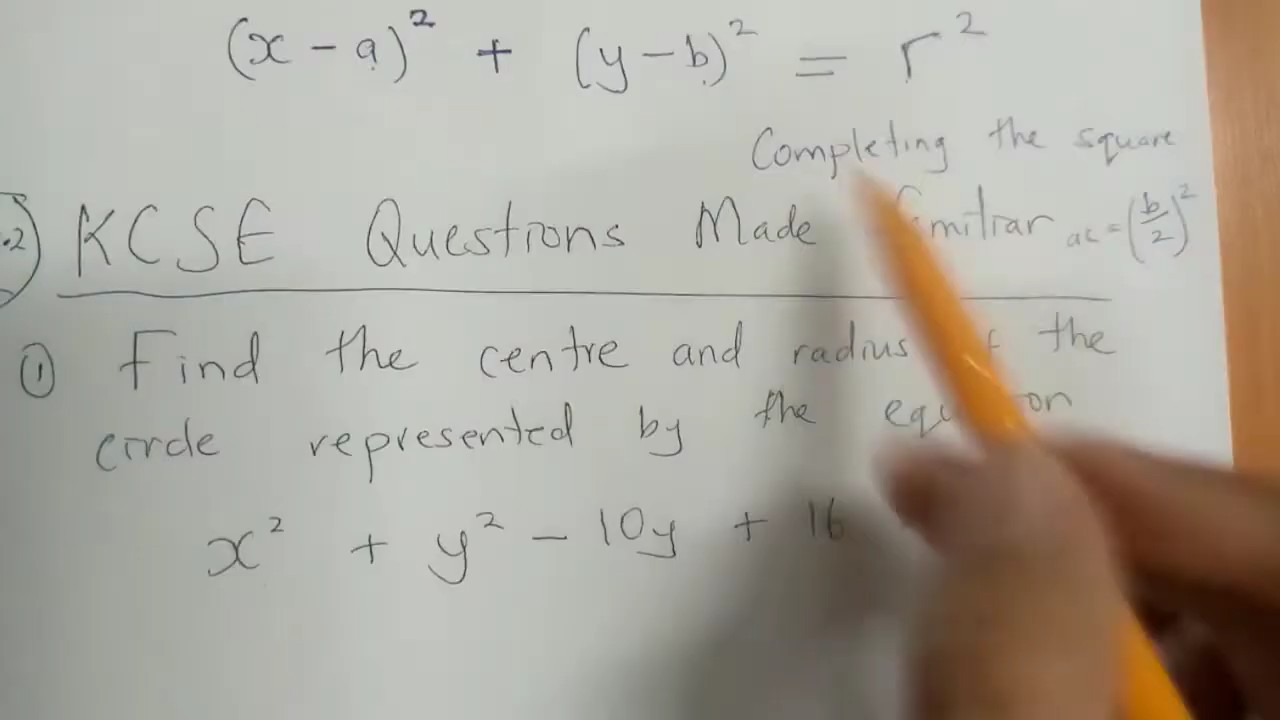 (x - a)² + (y - b)² = r²
Completing the square
.2) KCSE Questions Made ac = (b/2)²
① Find the centre and radius the
circle represented by the
x² + y² - 10y + 16